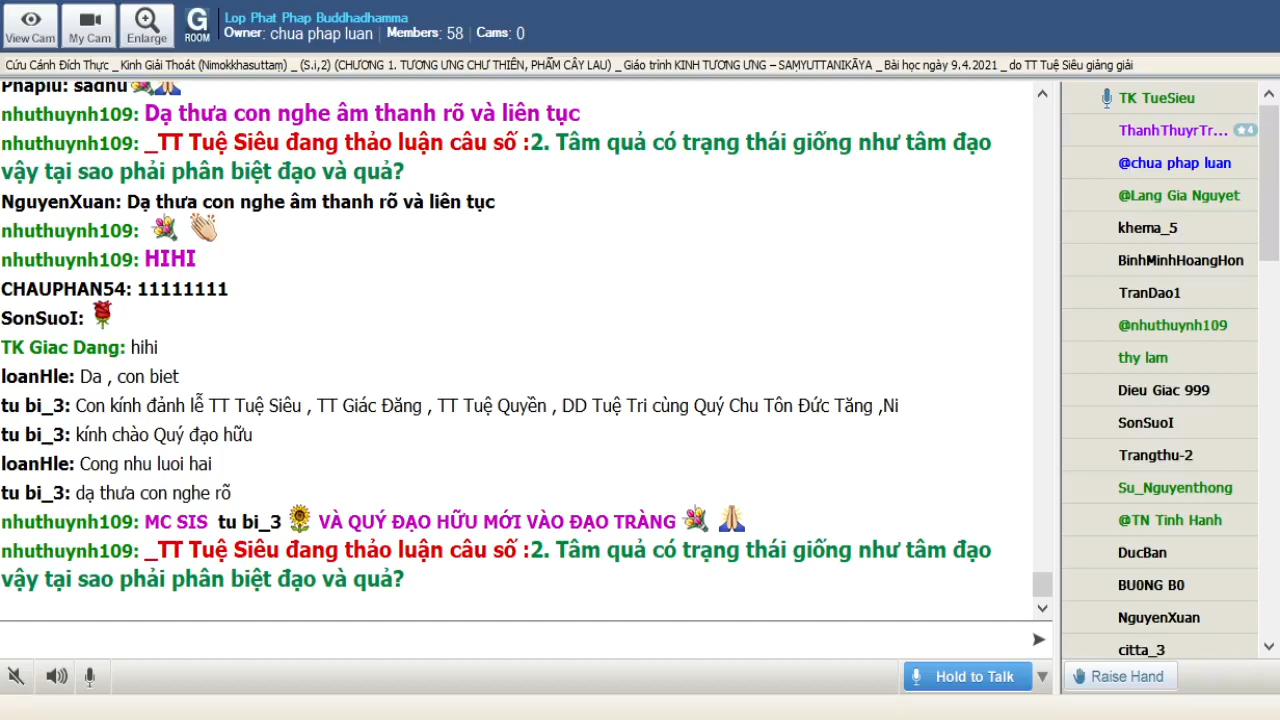 View Cam
My Cam
Enlarge
G
ROOM
Lop Phat Phap Buddhadhamma
Owner: chua phap luan | Members: 58 | Cams: 0
Cứu Cánh Đích Thực _ Kinh Giải Thoát (Nimokkhasuttaṃ) _ (S.i,2) (CHƯƠNG 1. TƯƠNG ƯNG CHƯ THIÊN, PHẨM CÂY LAU) _ Giáo trình KINH TƯƠNG ƯNG – SAṂYUTTANIKĀYA _ Bài học ngày 9.4.2021 _ do TT Tuệ Siêu giảng giải
Phapluu: sadhu
nhuthuynh109: Dạ thưa con nghe âm thanh rõ và liên tục
nhuthuynh109: _TT Tuệ Siêu đang thảo luận câu số :2. Tâm quả có trạng thái giống như tâm đạo
vậy tại sao phải phân biệt đạo và quả?
NguyenXuan: Dạ thưa con nghe âm thanh rõ và liên tục
nhuthuynh109:
nhuthuynh109: HIHI
CHAUPHAN54: 11111111
SonSuoI:
TK Giac Dang: hihi
loanHle: Da , con biet
tu bi_3: Con kính đảnh lễ TT Tuệ Siêu , TT Giác Đăng , TT Tuệ Quyền , DD Tuệ Tri cùng Quý Chu Tôn Đức Tăng ,Ni
tu bi_3: kính chào Quý đạo hữu
loanHle: Cong nhu luoi hai
tu bi_3: dạ thưa con nghe rõ
nhuthuynh109: MC SIS tu bi_3 VÀ QUÝ ĐẠO HỮU MỚI VÀO ĐẠO TRÀNG
nhuthuynh109: _TT Tuệ Siêu đang thảo luận câu số :2. Tâm quả có trạng thái giống như tâm đạo
vậy tại sao phải phân biệt đạo và quả?
Hold to Talk
TK TueSieu
ThanhThuyrTr... ★4
@chua phap luan
@Lang Gia Nguyet
khema_5
BinhMinhHoangHon
TranDao1
@nhuthuynh109
thy lam
Dieu Giac 999
SonSuoI
Trangthu-2
Su_Nguyenthong
@TN Tinh Hanh
DucBan
BU0NG B0
NguyenXuan
citta_3
Raise Hand